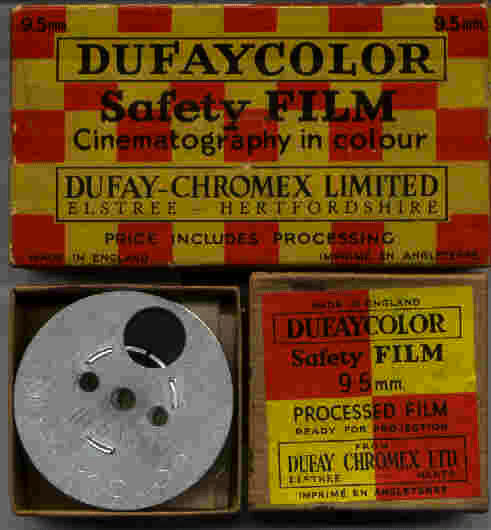 9.5mm. 9.5mm.
DUFAYCOLOR
Safety FILM
Cinematography in colour
DUFAY-CHROMEX LIMITED
ELSTREE - HERTFORDSHIRE
PRICE INCLUDES PROCESSING
MADE IN ENGLAND IMPRIMÉ EN ANGLETERRE
MADE IN ENGLAND
DUFAYCOLOR
Safety FILM
9.5mm.
PROCESSED FILM
READY FOR PROJECTION
FROM
DUFAY CHROMEX LTD
ELSTREE HERTS
IMPRIMÉ EN ANGLETERRE